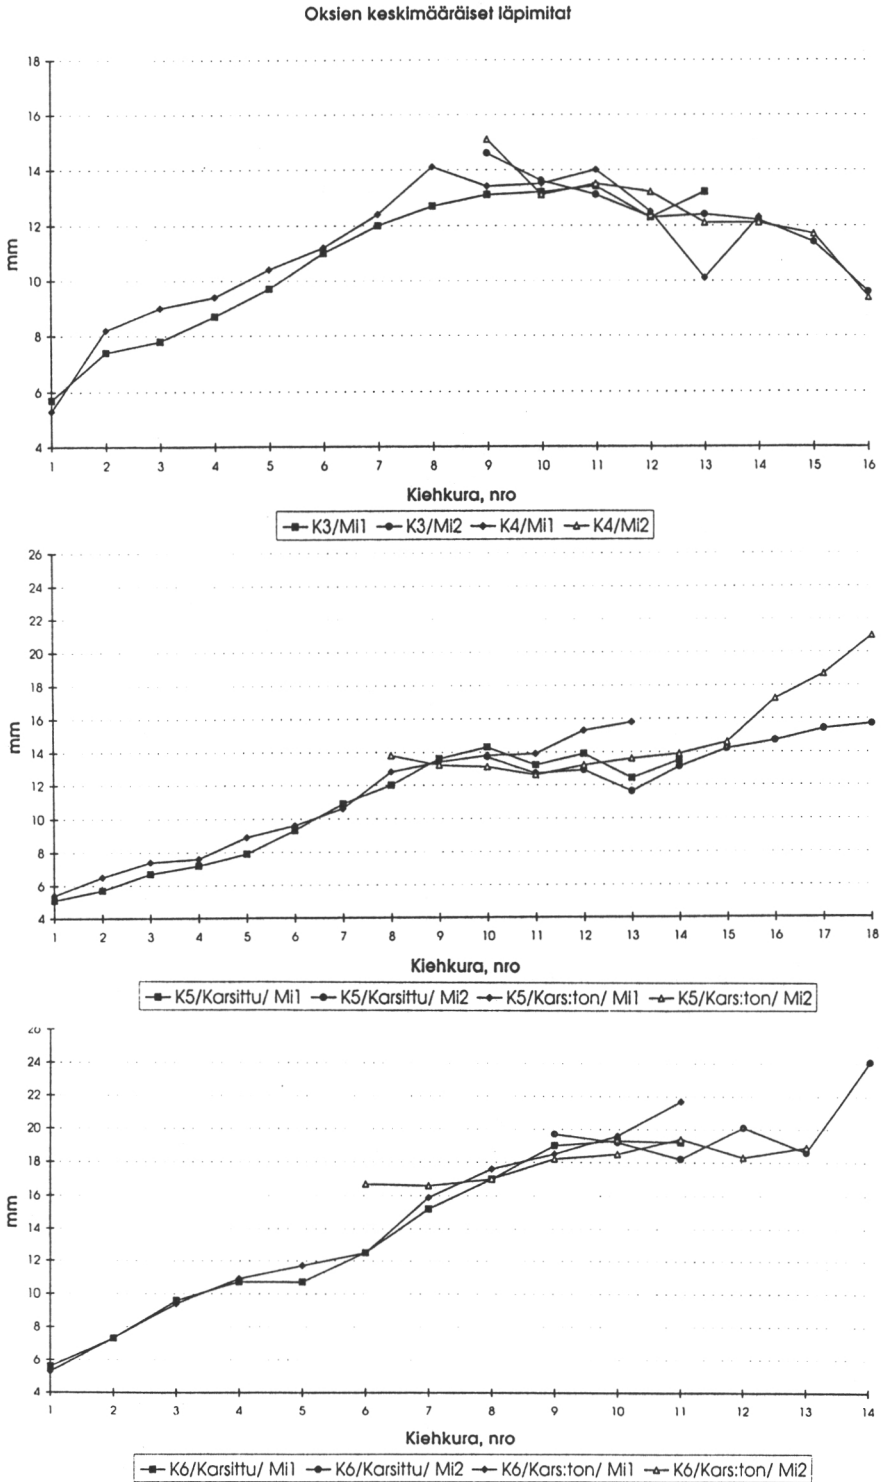 Oksien keskimääräiset läpimitat
18
16
14
12
10
8
6
4
mm
1 2 3 4 5 6 7 8 9 10 11 12 13 14 15 16
Kiehkura, nro
K3/Mi1 K3/Mi2 K4/Mi1 K4/Mi2
26
24
22
20
18
16
14
12
10
8
6
4
mm
1 2 3 4 5 6 7 8 9 10 11 12 13 14 15 16 17 18
Kiehkura, nro
K5/Karsittu/ Mi1 K5/Karsittu/ Mi2 K5/Kars:ton/ Mi1 K5/Kars:ton/ Mi2
26
24
22
20
18
16
14
12
10
8
6
4
mm
1 2 3 4 5 6 7 8 9 10 11 12 13 14
Kiehkura, nro
K6/Karsittu/ Mi1 K6/Karsittu/ Mi2 K6/Kars:ton/ Mi1 K6/Kars:ton/ Mi2